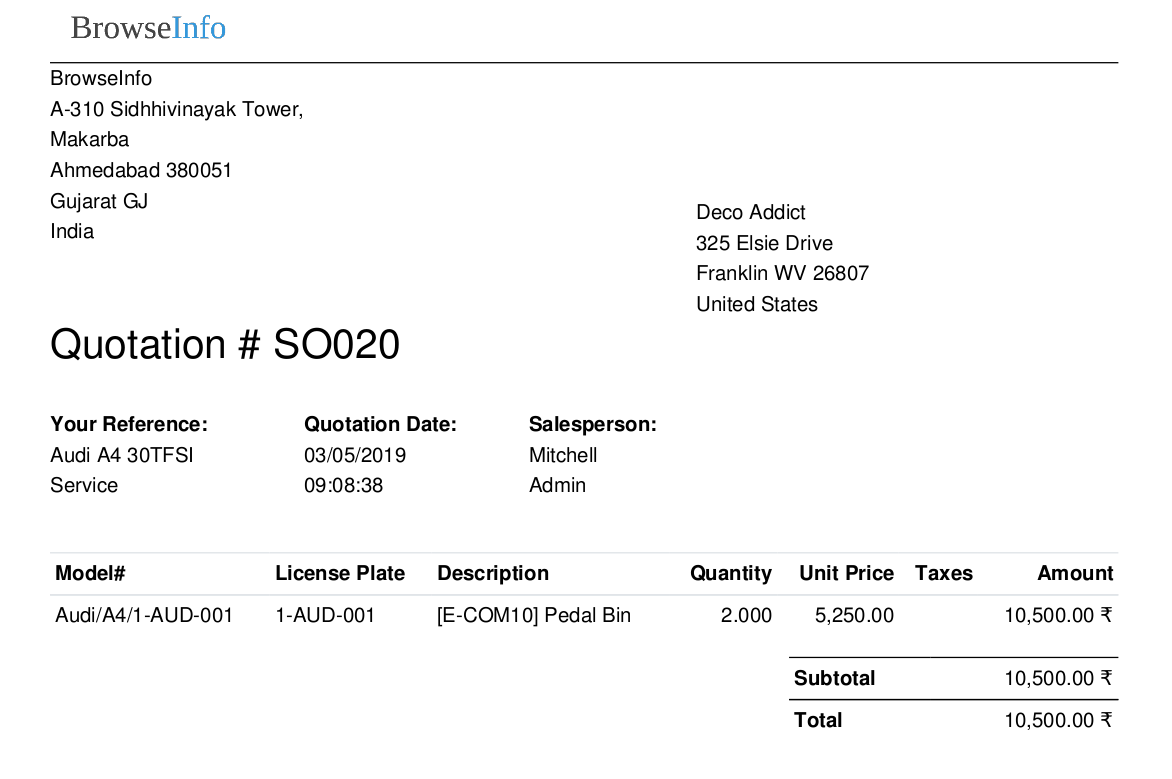 BrowseInfo
BrowseInfo
A-310 Sidhhivinayak Tower,
Makarba
Ahmedabad 380051
Gujarat GJ
India
Deco Addict
325 Elsie Drive
Franklin WV 26807
United States
Quotation # SO020
Your Reference: Quotation Date: Salesperson:
Audi A4 30TFSI 03/05/2019 Mitchell
Service 09:08:38 Admin
Model# License Plate Description Quantity Unit Price Taxes Amount
Audi/A4/1-AUD-001 1-AUD-001 [E-COM10] Pedal Bin 2.000 5,250.00 10,500.00 ₹
Subtotal 10,500.00 ₹
Total 10,500.00 ₹